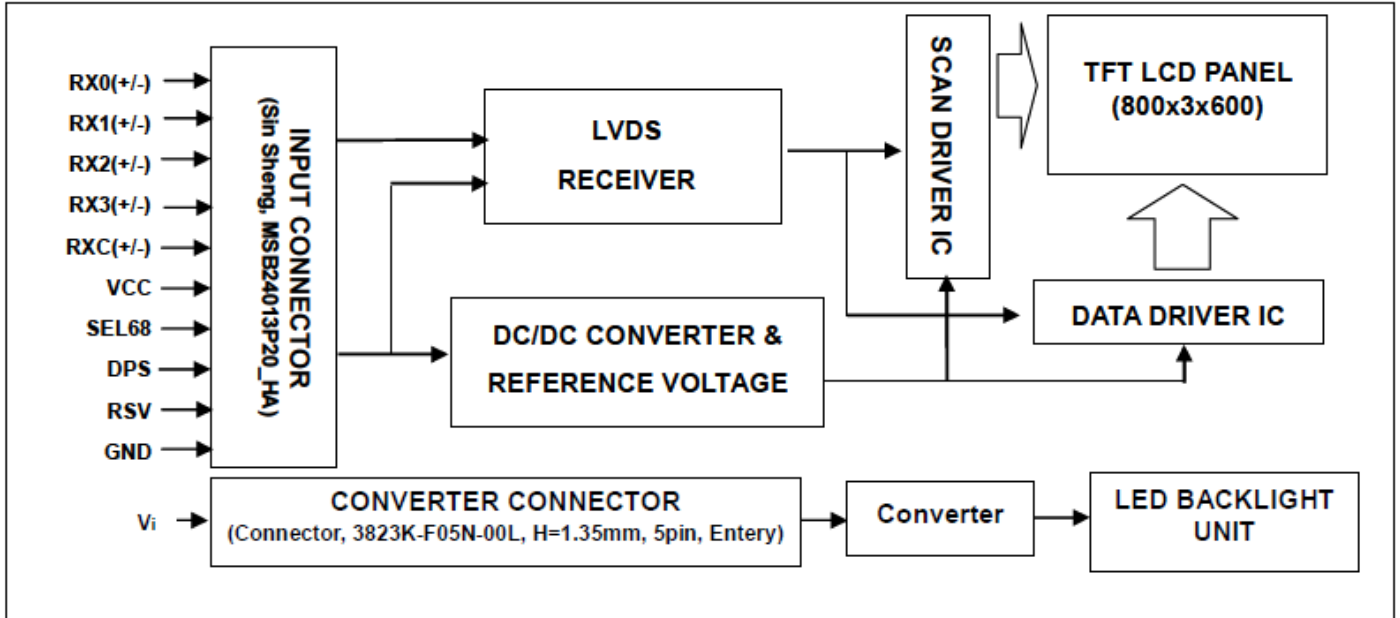 RX0(+/-)
RX1(+/-)
RX2(+/-)
RX3(+/-)
RXC(+/-)
VCC
SEL68
DPS
RSV
GND
INPUT CONNECTOR
(Sin Sheng, MSB24013P20_HA)
LVDS
RECEIVER
DC/DC CONVERTER &
REFERENCE VOLTAGE
SCAN DRIVER IC
TFT LCD PANEL
(800x3x600)
DATA DRIVER IC
Vi
CONVERTER CONNECTOR
(Connector, 3823K-F05N-00L, H=1.35mm, 5pin, Entery)
Converter
LED BACKLIGHT
UNIT